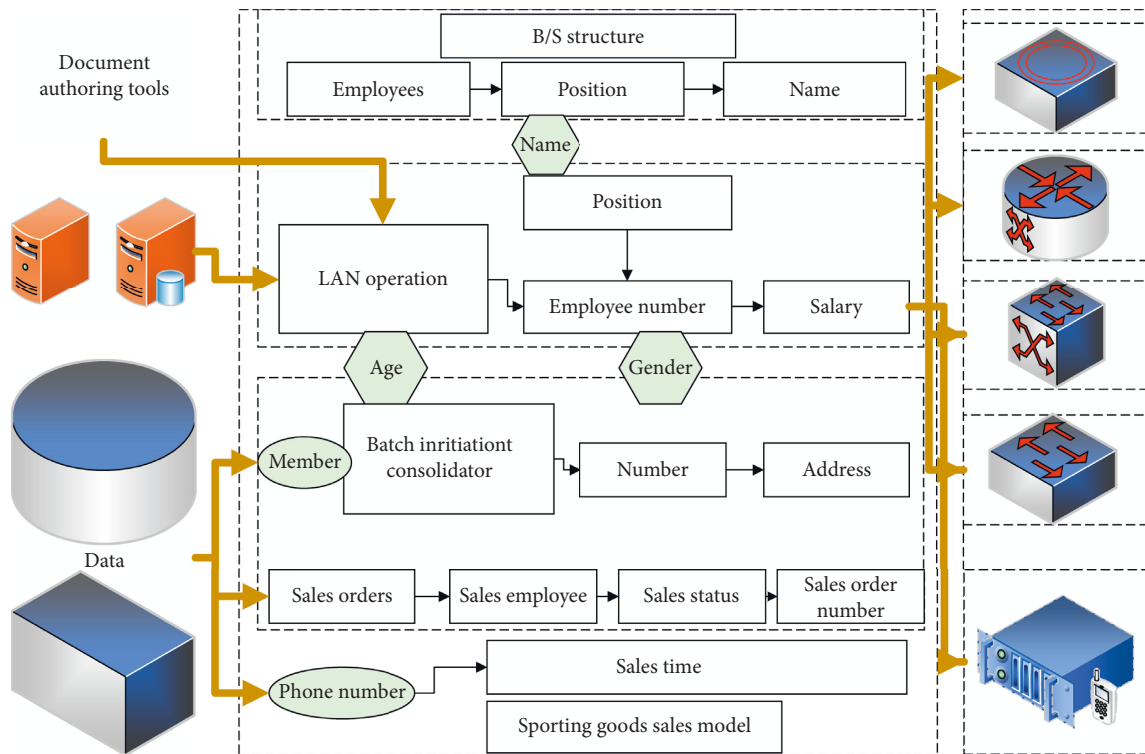 B/S structure
Document
authoring tools
Employees
Position
Name
Name
Position
LAN operation
Employee number
Salary
Age
Gender
Member
Batch inritiationt
consolidator
Number
Address
Data
Sales orders
Sales employee
Sales status
Sales order
number
Phone number
Sales time
Sporting goods sales model